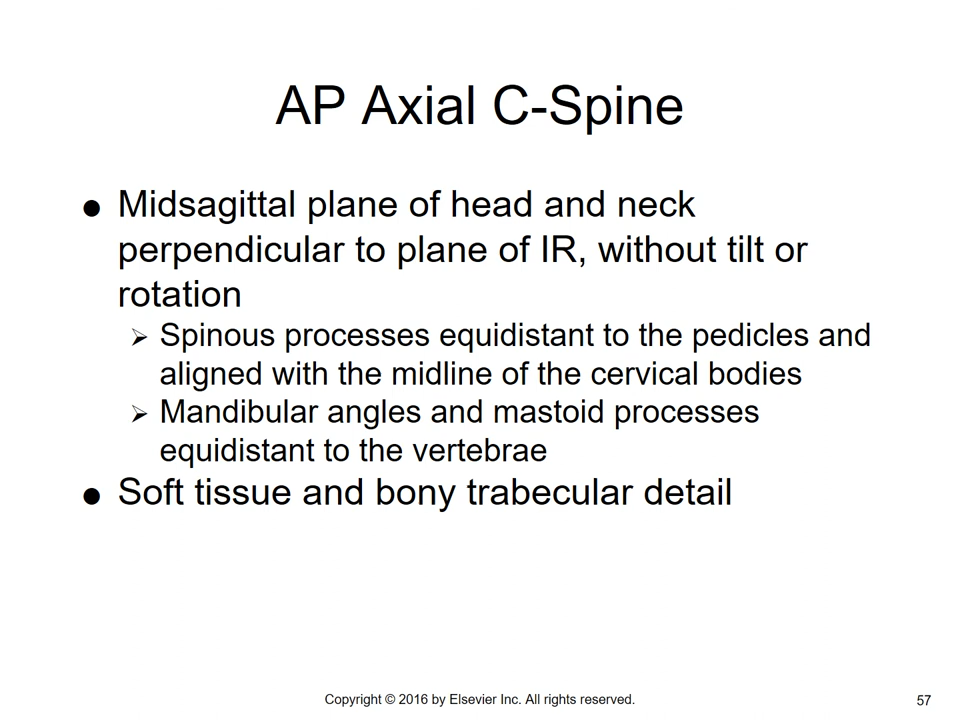 AP Axial C-Spine
● Midsagittal plane of head and neck
perpendicular to plane of IR, without tilt or
rotation
➢ Spinous processes equidistant to the pedicles and
aligned with the midline of the cervical bodies
➢ Mandibular angles and mastoid processes
equidistant to the vertebrae
● Soft tissue and bony trabecular detail
Copyright © 2016 by Elsevier Inc. All rights reserved.
57